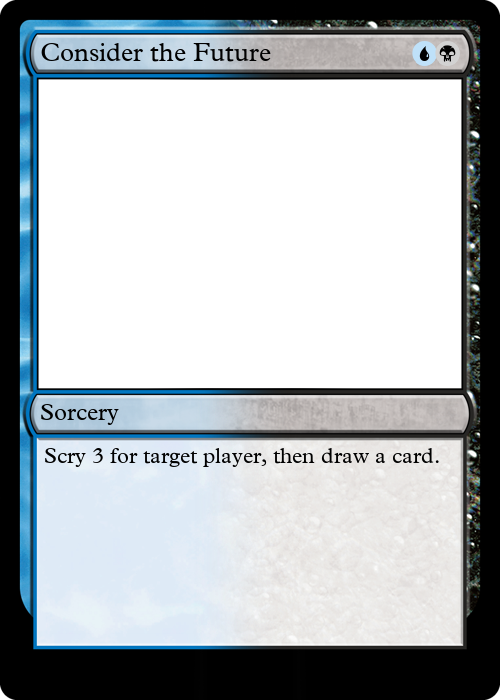 Consider the Future
Sorcery
Scry 3 for target player, then draw a card.